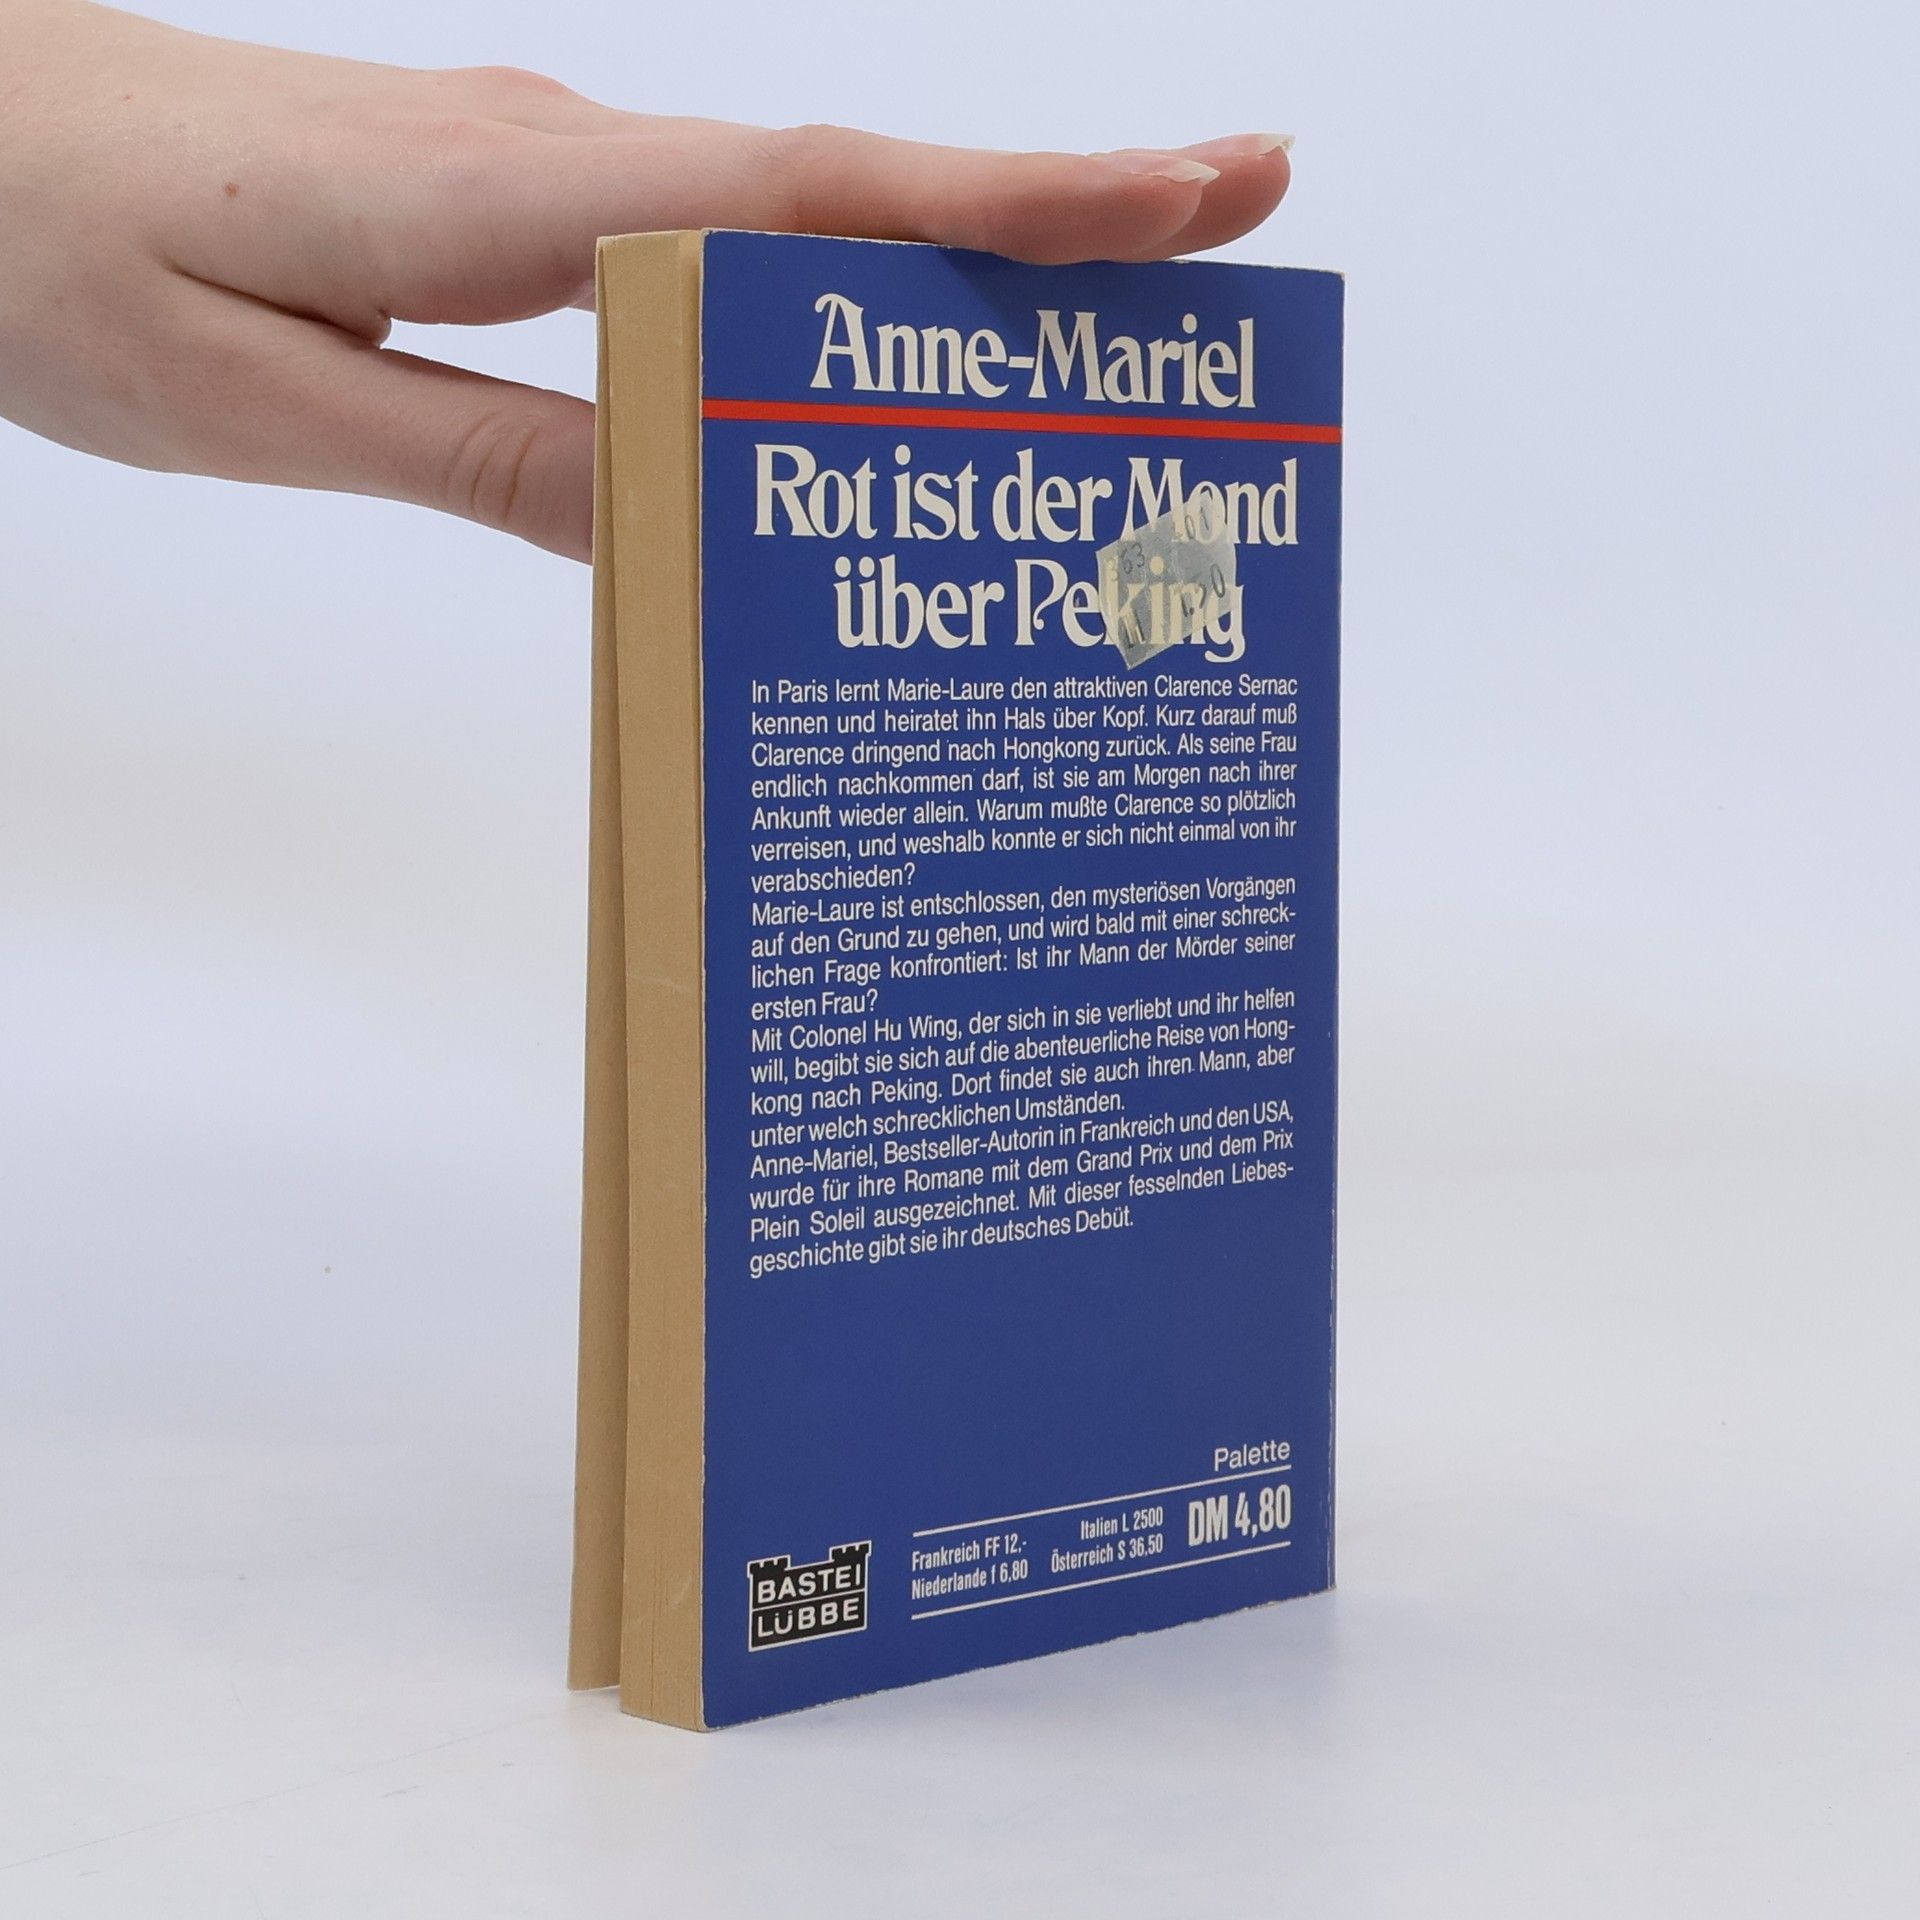 Anne-Mariel
Rot ist der Mond
über Peking
363 101
In Paris lernt Marie-Laure den attraktiven Clarence Sernac
kennen und heiratet ihn Hals über Kopf. Kurz darauf muß
Clarence dringend nach Hongkong zurück. Als seine Frau
endlich nachkommen darf, ist sie am Morgen nach ihrer
Ankunft wieder allein. Warum mußte Clarence so plötzlich
verreisen, und weshalb konnte er sich nicht einmal von ihr
verabschieden?
Marie-Laure ist entschlossen, den mysteriösen Vorgängen
auf den Grund zu gehen, und wird bald mit einer schreck-
lichen Frage konfrontiert: Ist ihr Mann der Mörder seiner
ersten Frau?
Mit Colonel Hu Wing, der sich in sie verliebt und ihr helfen
will, begibt sie sich auf die abenteuerliche Reise von Hong-
kong nach Peking. Dort findet sie auch ihren Mann, aber
unter welch schrecklichen Umständen.
Anne-Mariel, Bestseller-Autorin in Frankreich und den USA,
wurde für ihre Romane mit dem Grand Prix und dem Prix
Plein Soleil ausgezeichnet. Mit dieser fesselnden Liebes-
geschichte gibt sie ihr deutsches Debüt.
Palette
Frankreich FF 12,- Italien L 2500 DM 4,80
Niederlande f 6,80 Österreich S 36,50
BASTEI
LÜBBE